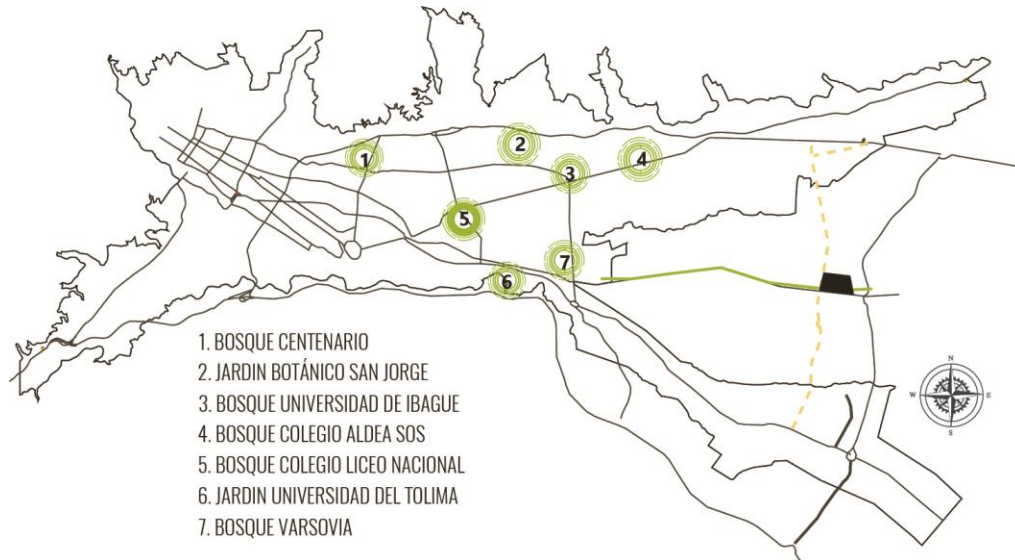 1
2
3
4
5
6
7
1. BOSQUE CENTENARIO
2. JARDIN BOTÁNICO SAN JORGE
3. BOSQUE UNIVERSIDAD DE IBAGUE
4. BOSQUE COLEGIO ALDEA SOS
5. BOSQUE COLEGIO LICEO NACIONAL
6. JARDIN UNIVERSIDAD DEL TOLIMA
7. BOSQUE VARSOVIA
N
W E
S